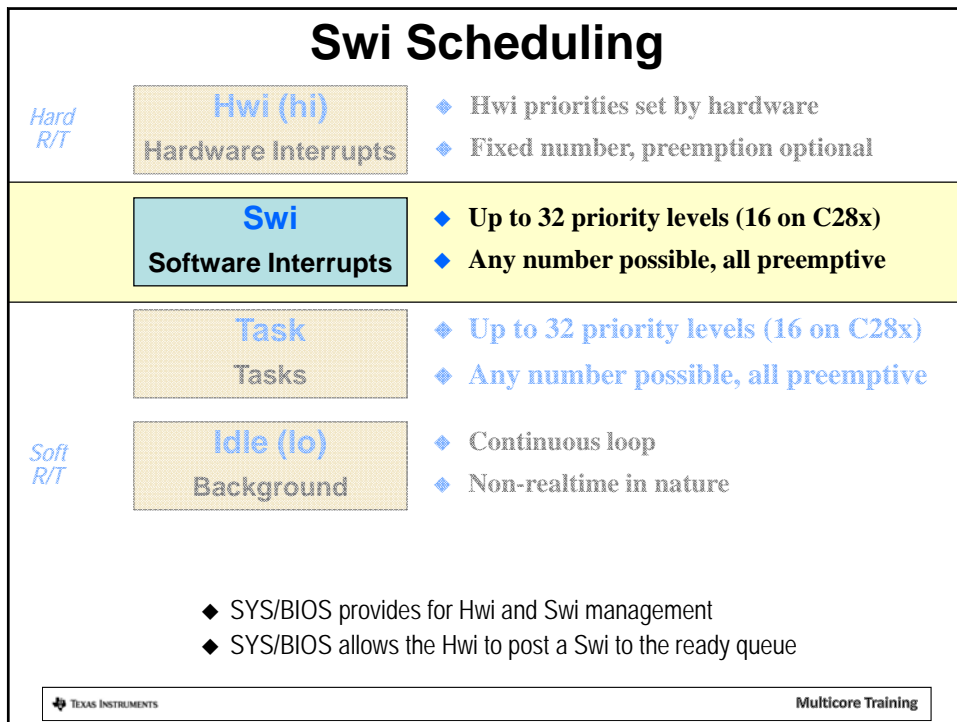 Swi Scheduling
Hard
R/T
Hwi (hi)
Hardware Interrupts
◆ Hwi priorities set by hardware
◆ Fixed number, preemption optional
Swi
Software Interrupts
◆ Up to 32 priority levels (16 on C28x)
◆ Any number possible, all preemptive
Task
Tasks
◆ Up to 32 priority levels (16 on C28x)
◆ Any number possible, all preemptive
Soft
R/T
Idle (lo)
Background
◆ Continuous loop
◆ Non-realtime in nature
◆ SYS/BIOS provides for Hwi and Swi management
◆ SYS/BIOS allows the Hwi to post a Swi to the ready queue
TEXAS INSTRUMENTS
Multicore Training